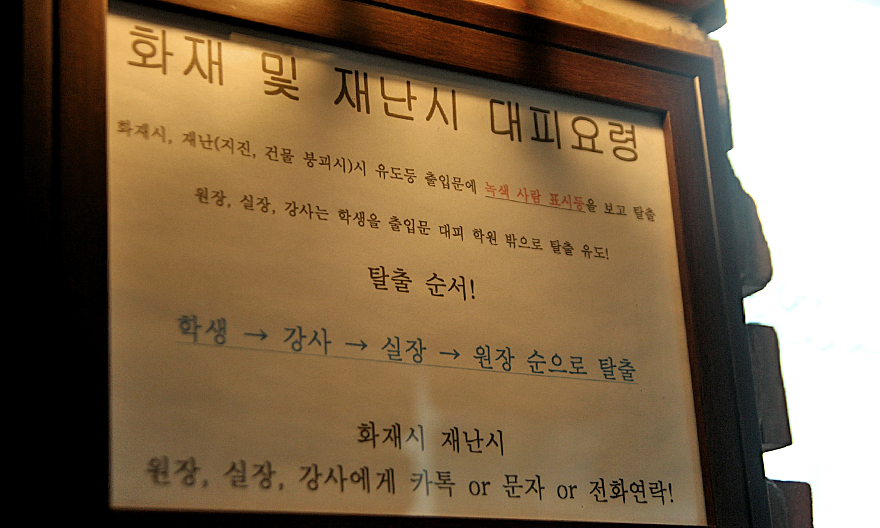 화재 및 재난시 대피요령
화재시, 재난(지진, 건물 붕괴시)시 유도등 출입문에 녹색 사람 표시등을 보고 탈출
원장, 실장, 강사는 학생을 출입문 대피 학원 밖으로 탈출 유도!
탈출 순서!
학생 → 강사 → 실장 → 원장 순으로 탈출
화재시 재난시
원장, 실장, 강사에게 카톡 or 문자 or 전화연락!